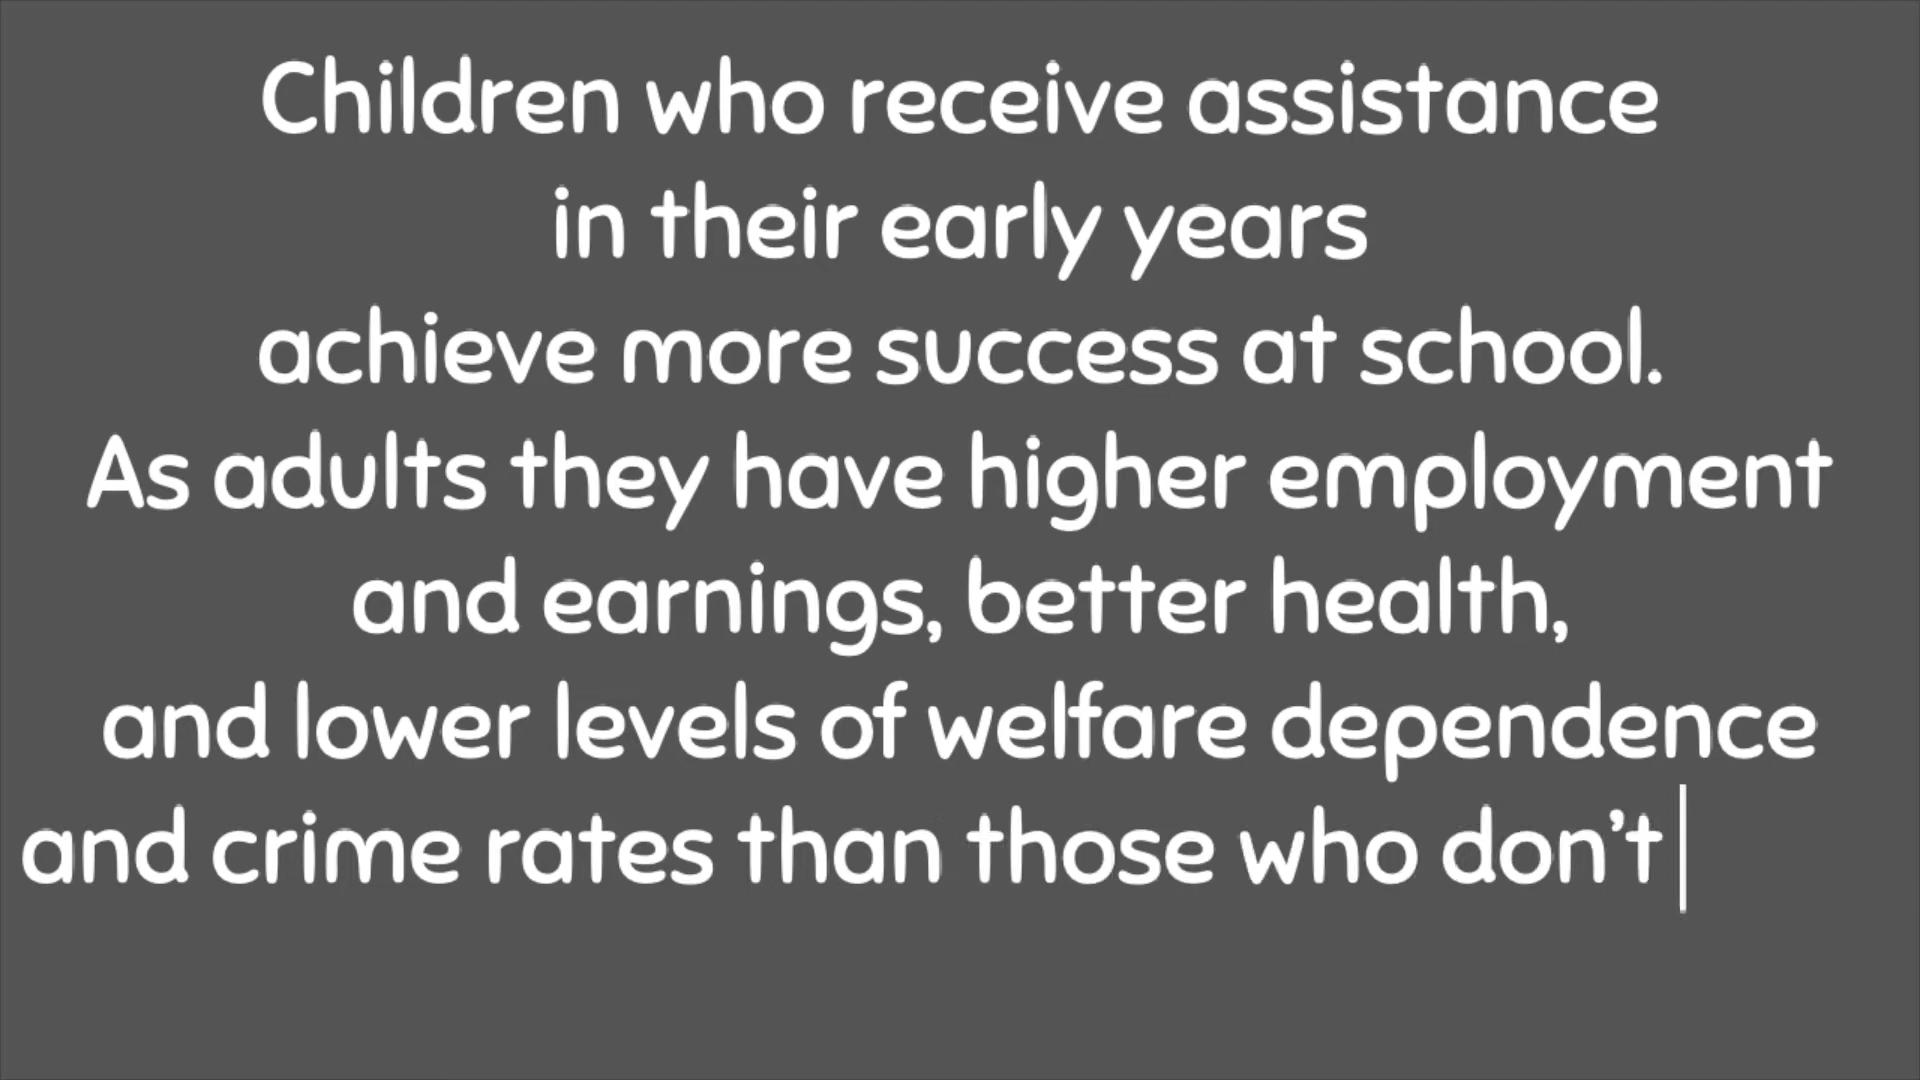 Children who receive assistance
in their early years
achieve more success at school.
As adults they have higher employment
and earnings, better health,
and lower levels of welfare dependence
and crime rates than those who don’t